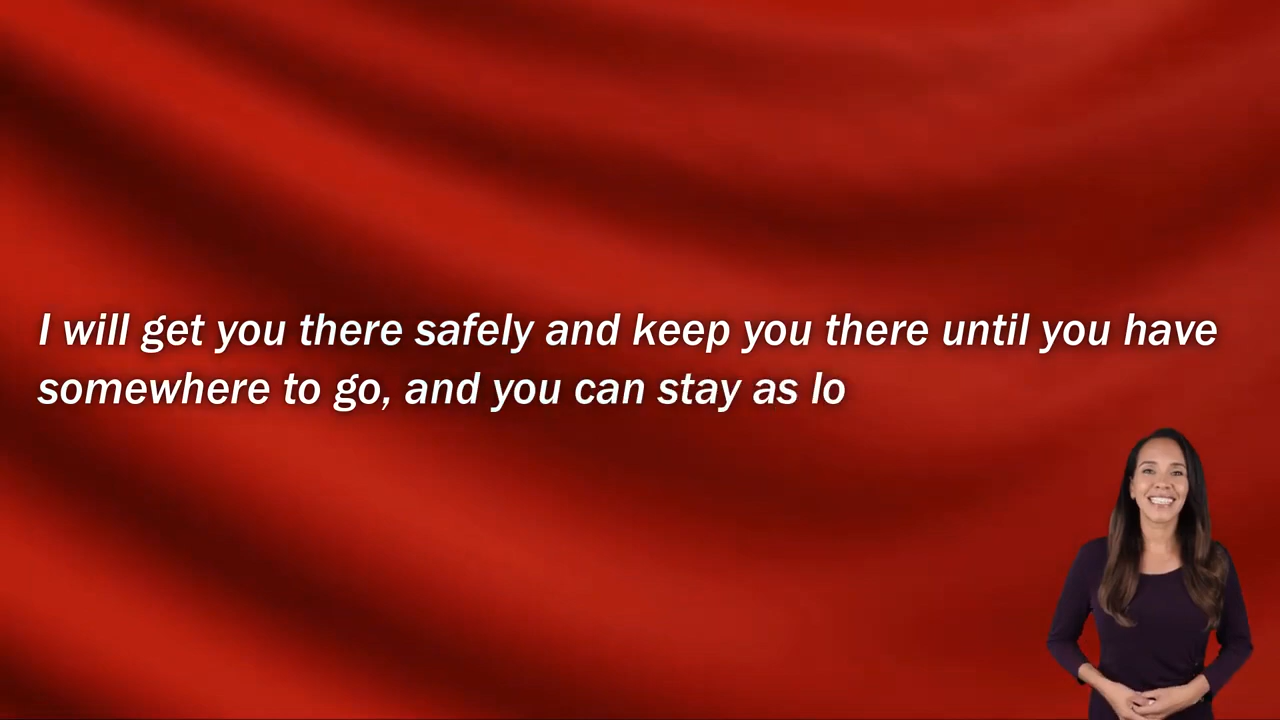 I will get you there safely and keep you there until you have
somewhere to go, and you can stay as lo